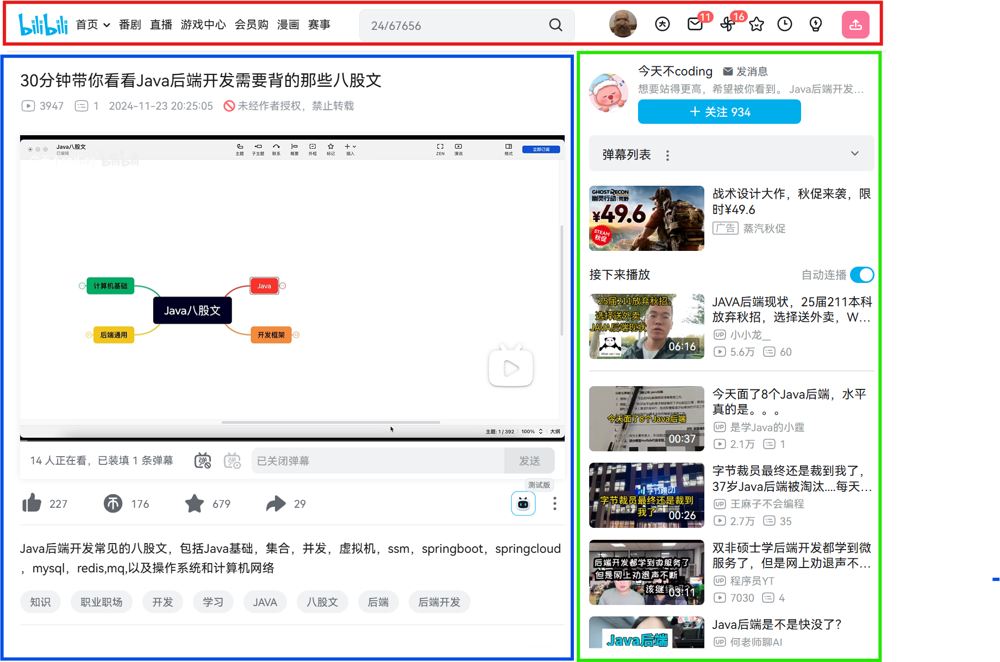 bilibili 首页 番剧 直播 游戏中心 会员购 漫画 赛事
24/67656
11
16
30分钟带你看看Java后端开发需要背的那些八股文
3947 1 2024-11-23 20:25:05 未经作者授权，禁止转载
Java八股文
已编辑
今天不coding bilibili
主题 子主题 联系 概要 外框 标记 插入 ZEN 演说 格式
立即订阅
计算机基础
Java
Java八股文
后端通用
开发框架
主题: 1 / 392 100% 大纲
14 人正在看，已装填 1 条弹幕
弹
弹
已关闭弹幕
发送
测试版
227 176 679 29
Java后端开发常见的八股文，包括Java基础，集合，并发，虚拟机，ssm，springboot，springcloud
，mysql，redis,mq,以及操作系统和计算机网络
知识 职业职场 开发 学习 JAVA 八股文 后端 后端开发
今天不coding 发消息
想要站得更高，希望被你看到。 Java后端开发...
+ 关注 934
弹幕列表
GHOST RECON
幽灵行动:荒野
¥49.6
STEAM
秋促
战术设计大作，秋促来袭，限
时¥49.6
广告 蒸汽秋促
接下来播放 自动连播
25届211放弃秋招，
选择送外卖
JAVA后端现状
What can I say
06:16
JAVA后端现状，25届211本科
放弃秋招，选择送外卖，W...
UP 小小龙__
5.6万 60
今天面了8个Java后端
00:37
今天面了8个Java后端，水平
真的是。。。
UP 是学Java的小霆
2.1万 1
字节跳动
字节跳动最终还是裁到
我了
00:26
字节裁员最终还是裁到我了，
37岁Java后端被淘汰....每天...
UP 王麻子不会编程
2.7万 35
后端开发都学到微服务了
但是网上劝退声不断
该继续吗?
03:11
双非硕士学后端开发都学到微
服务了，但是网上劝退声不...
UP 程序员YT
7030 4
点关注
Java后端
Java后端是不是快没了？
UP 何老师聊AI